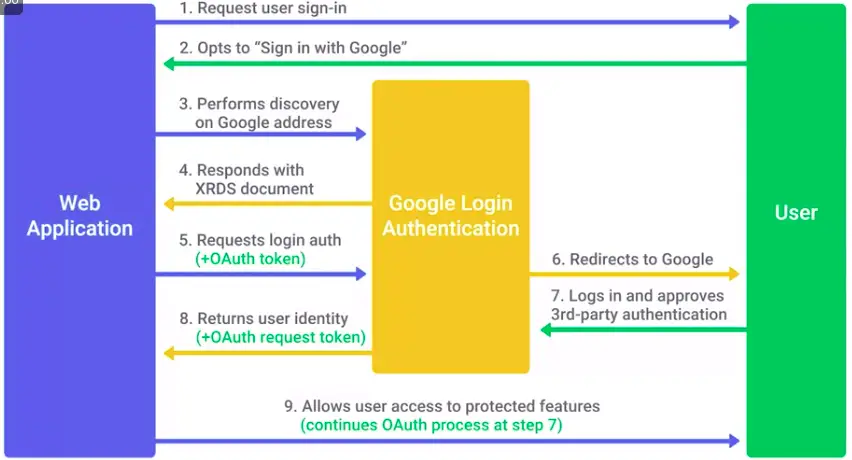 .00
1. Request user sign-in
2. Opts to “Sign in with Google”
3. Performs discovery
on Google address
4. Responds with
XRDS document
Web
Application
Google Login
Authentication
User
5. Requests login auth
(+OAuth token)
6. Redirects to Google
7. Logs in and approves
3rd-party authentication
8. Returns user identity
(+OAuth request token)
9. Allows user access to protected features
(continues OAuth process at step 7)